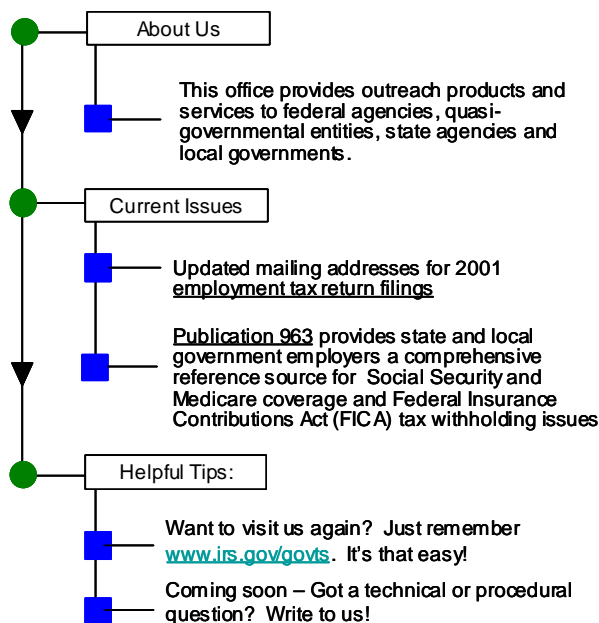 About Us
This office provides outreach products and
services to federal agencies, quasi-
governmental entities, state agencies and
local governments.
Current Issues
Updated mailing addresses for 2001
employment tax return filings
Publication 963 provides state and local
government employers a comprehensive
reference source for Social Security and
Medicare coverage and Federal Insurance
Contributions Act (FICA) tax withholding issues
Helpful Tips:
Want to visit us again? Just remember
www.irs.gov/govts. It's that easy!
Coming soon – Got a technical or procedural
question? Write to us!